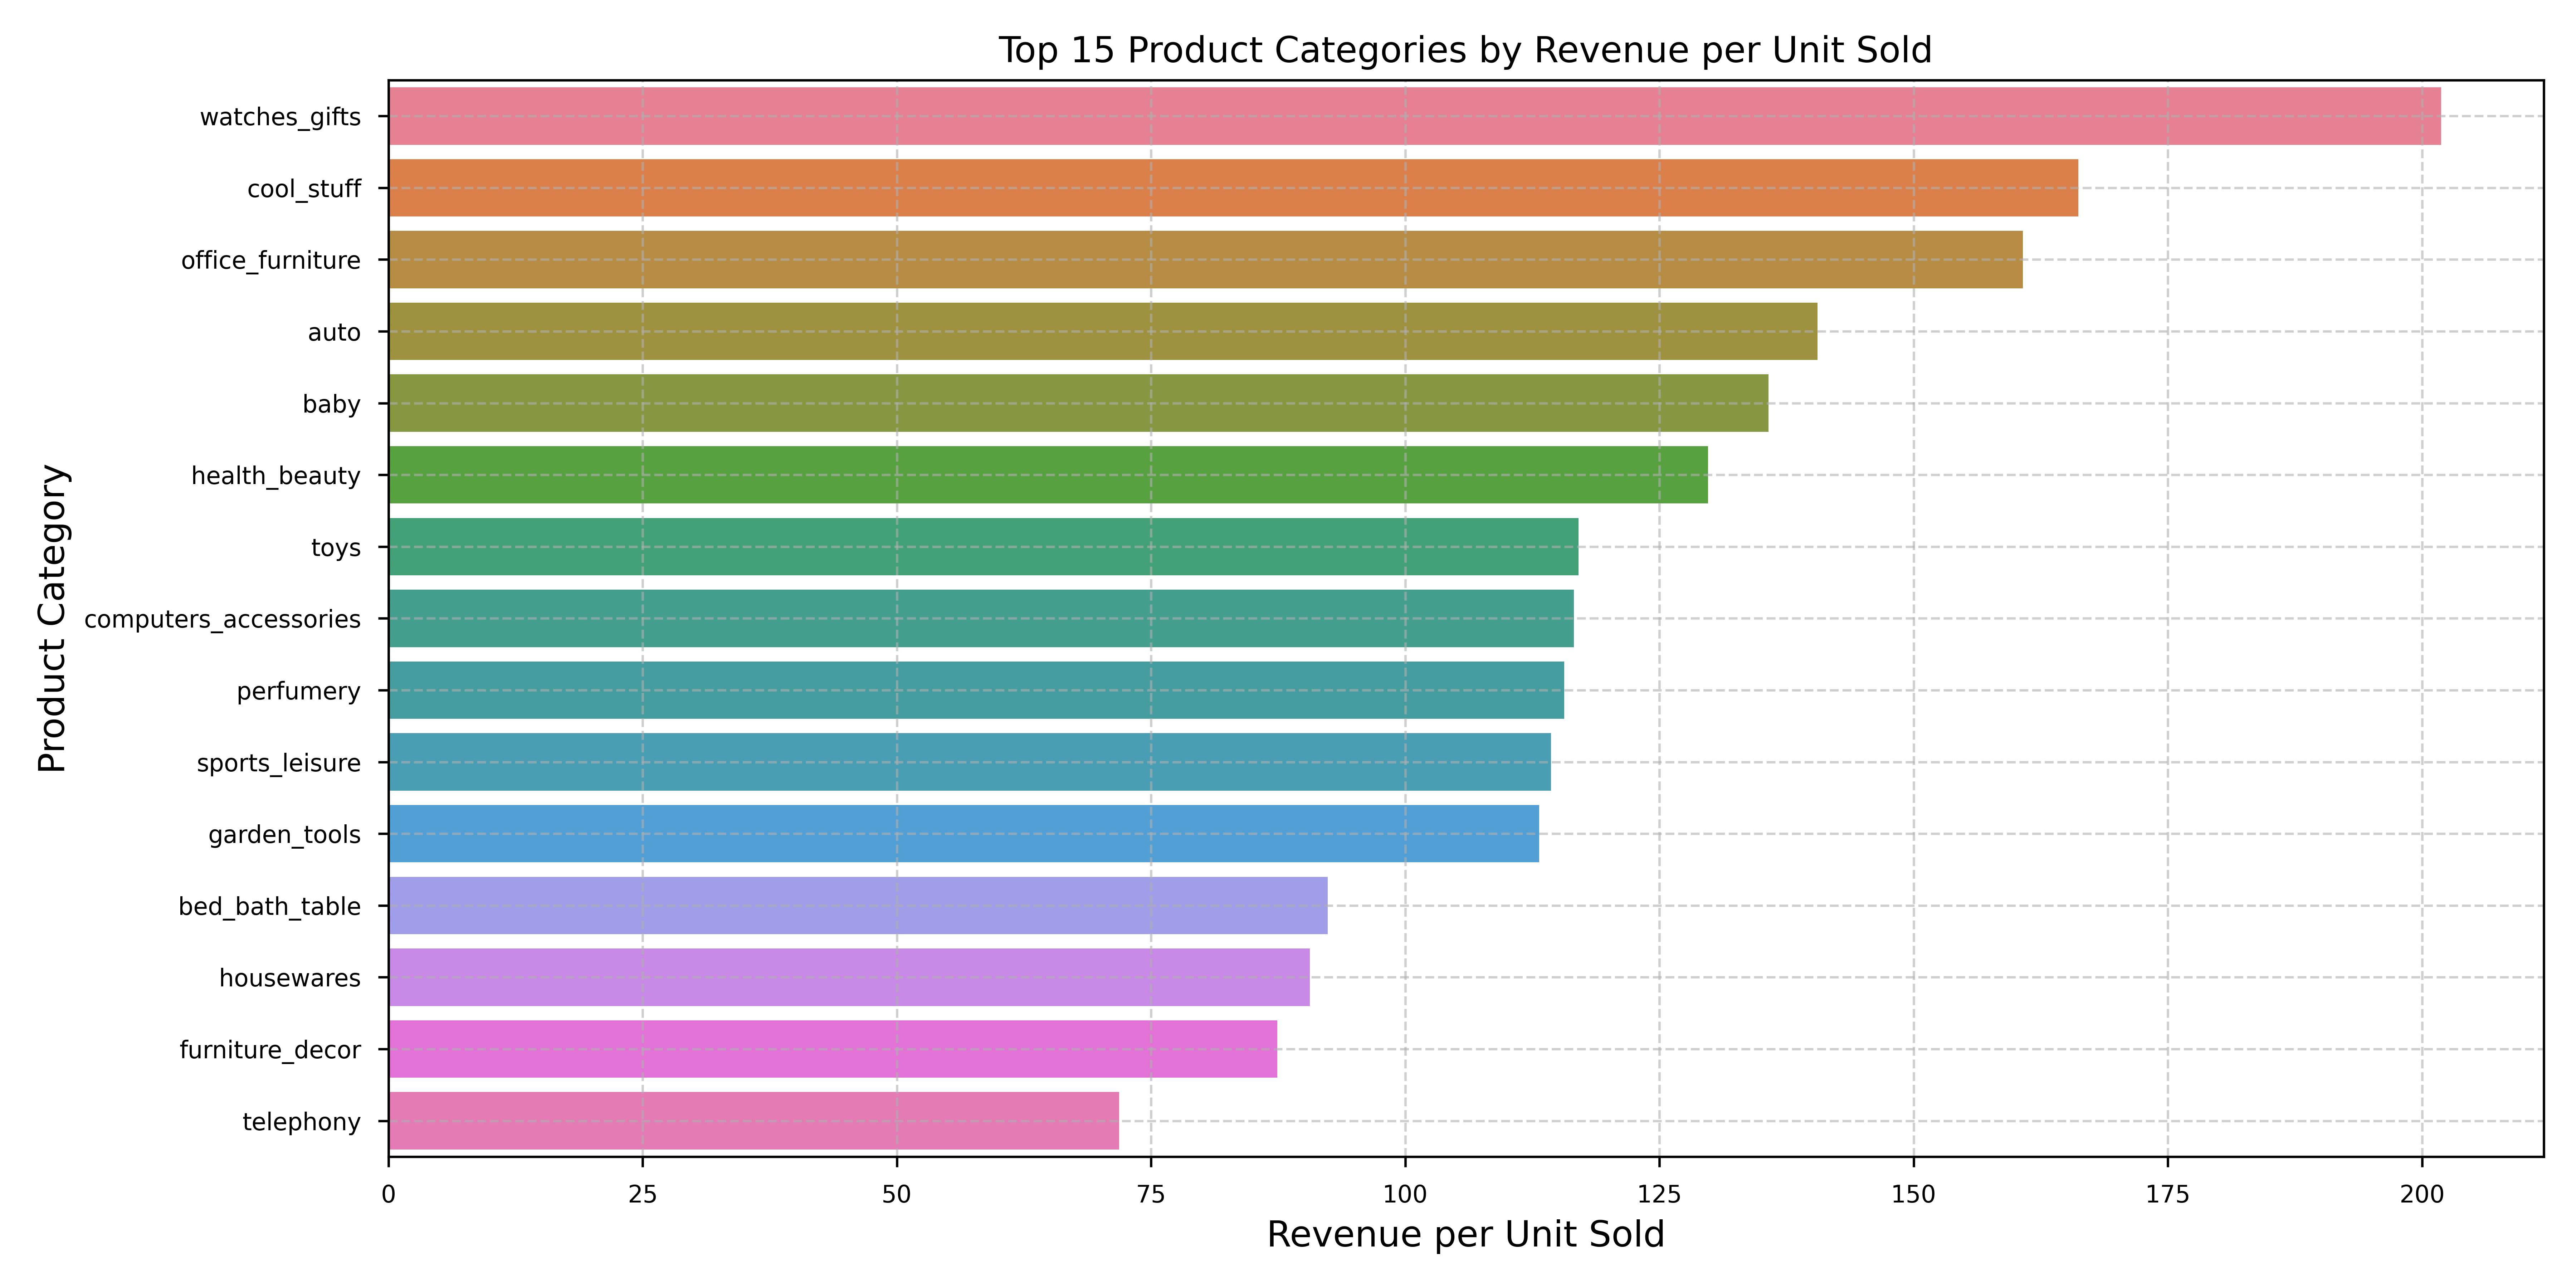 Top 15 Product Categories by Revenue per Unit Sold
Product Category
watches_gifts
cool_stuff
office_furniture
auto
baby
health_beauty
toys
computers_accessories
perfumery
sports_leisure
garden_tools
bed_bath_table
housewares
furniture_decor
telephony
0 25 50 75 100 125 150 175 200
Revenue per Unit Sold